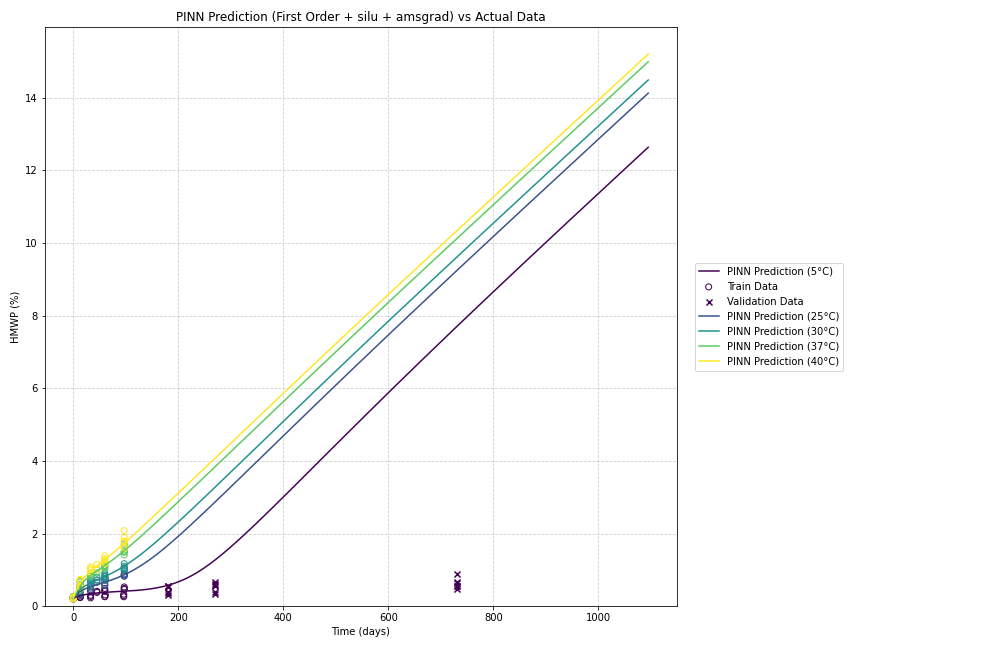 PINN Prediction (First Order + silu + amsgrad) vs Actual Data
HMWP (%)
14
12
10
8
6
4
2
0
0 200 400 600 800 1000
Time (days)
PINN Prediction (5°C)
Train Data
Validation Data
PINN Prediction (25°C)
PINN Prediction (30°C)
PINN Prediction (37°C)
PINN Prediction (40°C)